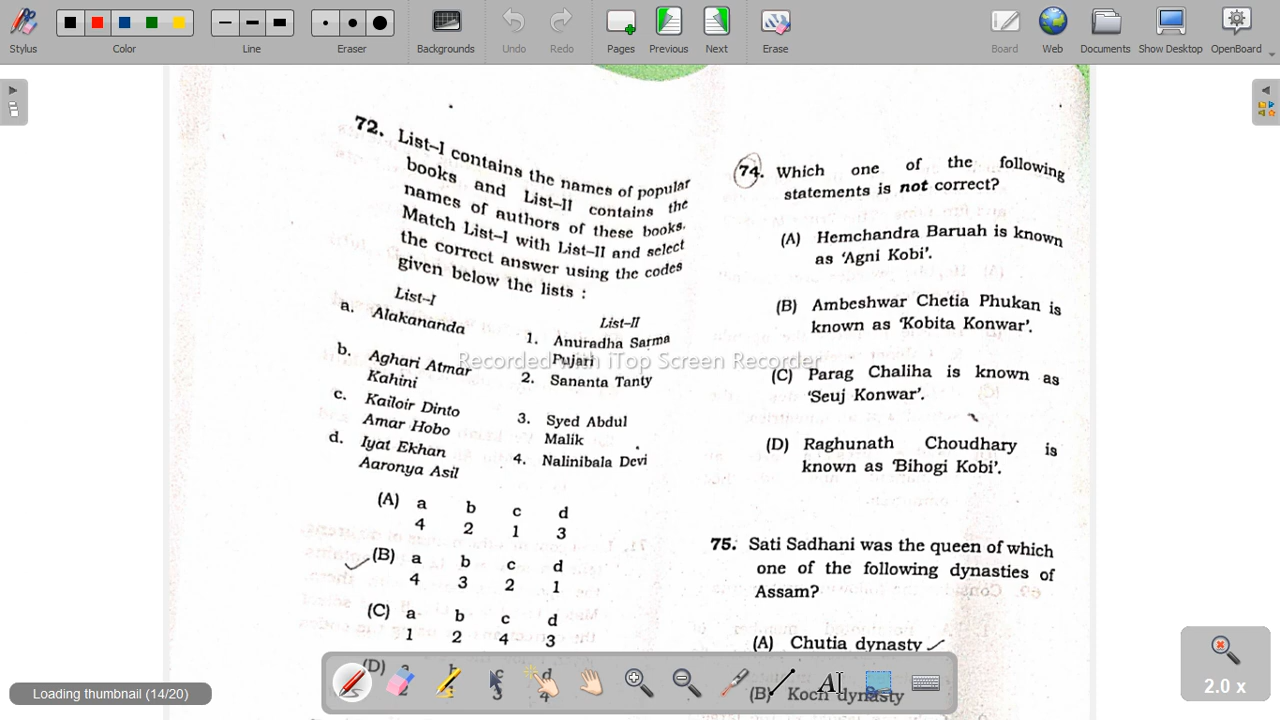 Stylus
Color
Line
Eraser
Backgrounds
Undo
Redo
Pages
Previous
Next
Erase
Board
Web
Documents
Show Desktop
OpenBoard
72. List–I contains the names of popular
books and List–II contains the
names of authors of these books.
Match List–I with List–II and select
the correct answer using the codes
given below the lists :
List–I
List–II
a. Alakananda
b. Aghari Atmar
Kahini
c. Kailoir Dinto
Amar Hobo
d. Iyat Ekhan
Aaronya Asil
1. Anuradha Sarma
Pujari
2. Sananta Tanty
3. Syed Abdul
Malik
4. Nalinibala Devi
(A) a b c d
4 2 1 3
(B) a b c d
4 3 2 1
(C) a b c d
1 2 4 3
(D)
74. Which one of the following
statements is not correct?
(A) Hemchandra Baruah is known
as ‘Agni Kobi’.
(B) Ambeshwar Chetia Phukan is
known as ‘Kobita Konwar’.
(C) Parag Chaliha is known as
‘Seuj Konwar’.
(D) Raghunath Choudhary is
known as ‘Bihogi Kobi’.
75. Sati Sadhani was the queen of which
one of the following dynasties of
Assam?
(A) Chutia dynasty
(B) Koch dynasty
Recorded with iTop Screen Recorder
Loading thumbnail (14/20)
2.0 x